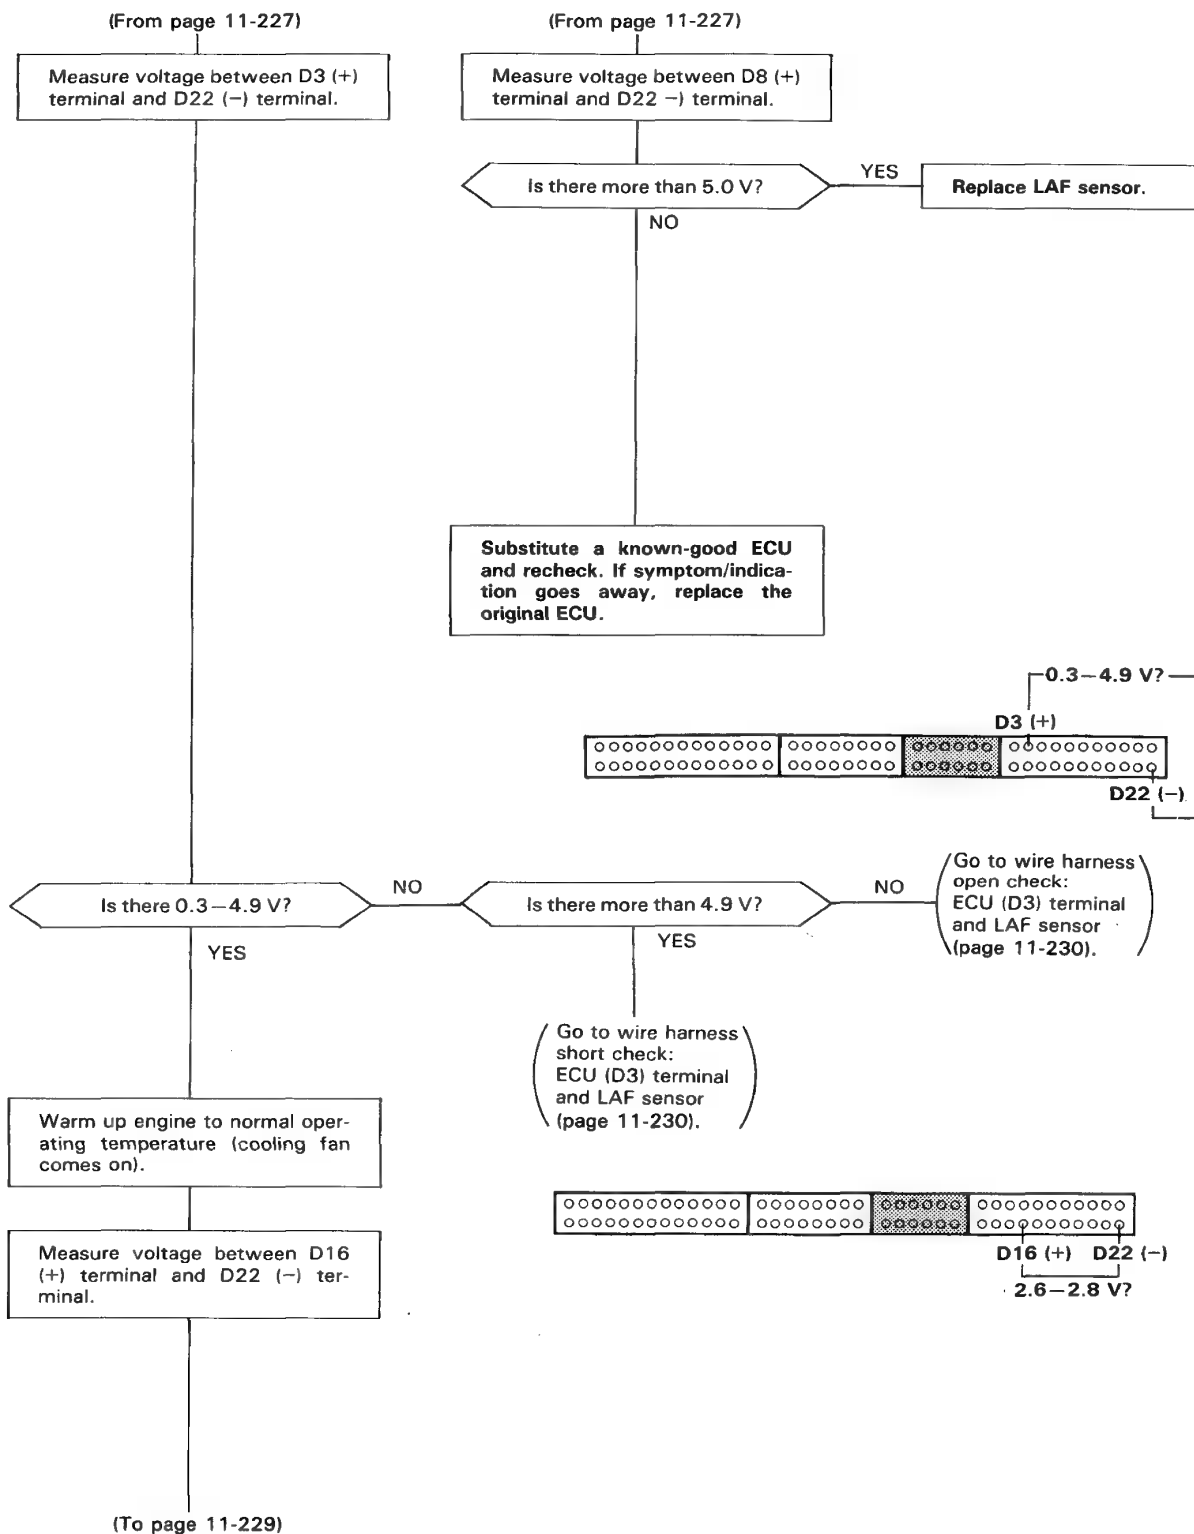 (From page 11-227)
Measure voltage between D3 (+)
terminal and D22 (−) terminal.
(From page 11-227)
Measure voltage between D8 (+)
terminal and D22 −) terminal.
Is there more than 5.0 V?
YES
Replace LAF sensor.
NO
Substitute a known-good ECU
and recheck. If symptom/indica-
tion goes away, replace the
original ECU.
0.3−4.9 V?
D3 (+)
D22 (−)
Is there 0.3−4.9 V?
NO
Is there more than 4.9 V?
NO
Go to wire harness
open check:
ECU (D3) terminal
and LAF sensor
(page 11-230).
YES
YES
Go to wire harness
short check:
ECU (D3) terminal
and LAF sensor
(page 11-230).
Warm up engine to normal oper-
ating temperature (cooling fan
comes on).
Measure voltage between D16
(+) terminal and D22 (−) ter-
minal.
D16 (+) D22 (−)
2.6−2.8 V?
(To page 11-229)